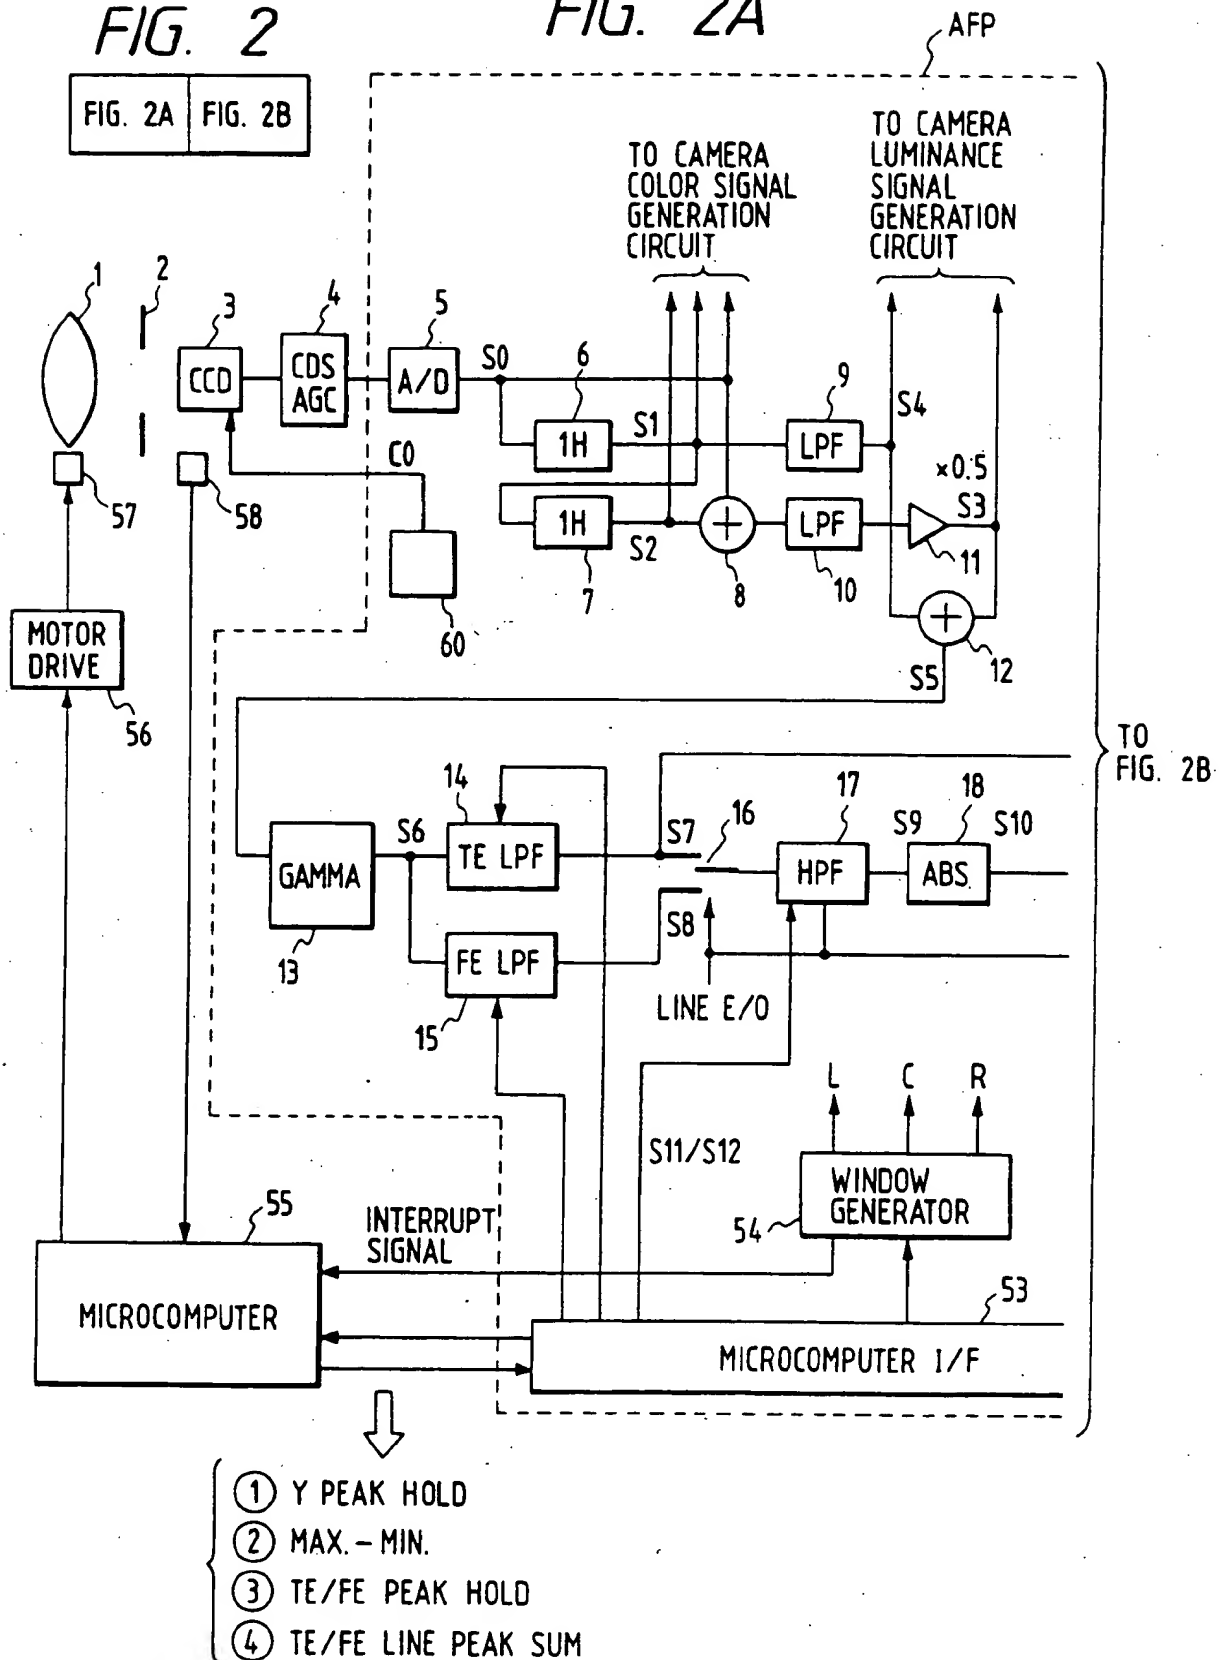 FIG. 2
FIG. 2A
FIG. 2A FIG. 2B
AFP
TO CAMERA
COLOR SIGNAL
GENERATION
CIRCUIT
TO CAMERA
LUMINANCE
SIGNAL
GENERATION
CIRCUIT
1
2
3
4
5
6
9
CCD
CDS
AGC
A/D
S0
1H
S1
LPF
S4
×0.5
S3
C0
57
58
1H
S2
7
8
LPF
10
11
60
12
S5
MOTOR
DRIVE
56
TO
FIG. 2B
14
16
17
18
S6
TE LPF
S7
S9
S10
GAMMA
HPF
ABS.
13
FE LPF
S8
15
LINE E/O
L C R
S11/S12
WINDOW
GENERATOR
54
55
INTERRUPT
SIGNAL
MICROCOMPUTER
53
MICROCOMPUTER I/F
1 Y PEAK HOLD
2 MAX.-MIN.
3 TE/FE PEAK HOLD
4 TE/FE LINE PEAK SUM